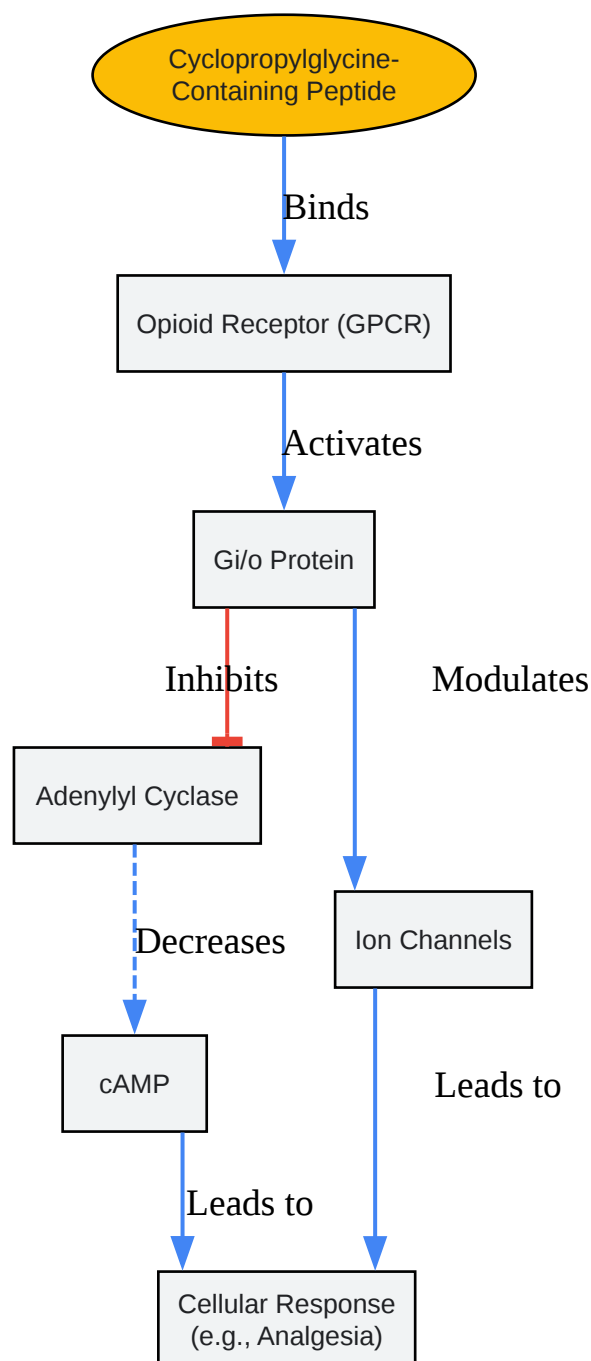 Cyclopropylglycine-
Containing Peptide
Binds
Opioid Receptor (GPCR)
Activates
Gi/o Protein
Inhibits
Modulates
Adenylyl Cyclase
Decreases
Ion Channels
cAMP
Leads to
Leads to
Cellular Response
(e.g., Analgesia)